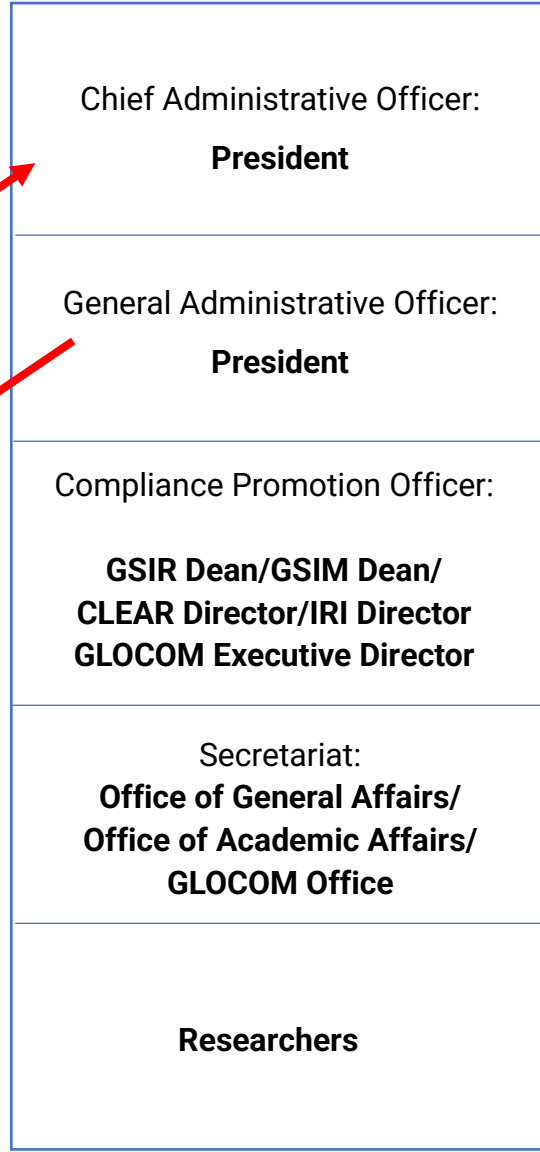 Chief Administrative Officer:
President
General Administrative Officer:
President
Compliance Promotion Officer:
GSIR Dean/GSIM Dean/
CLEAR Director/IRI Director
GLOCOM Executive Director
Secretariat:
Office of General Affairs/
Office of Academic Affairs/
GLOCOM Office
Researchers